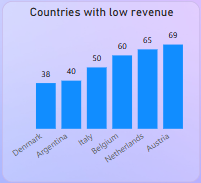 Countries with low revenue
38
40
50
60
65
69
Denmark
Argentina
Italy
Belgium
Netherlands
Austria